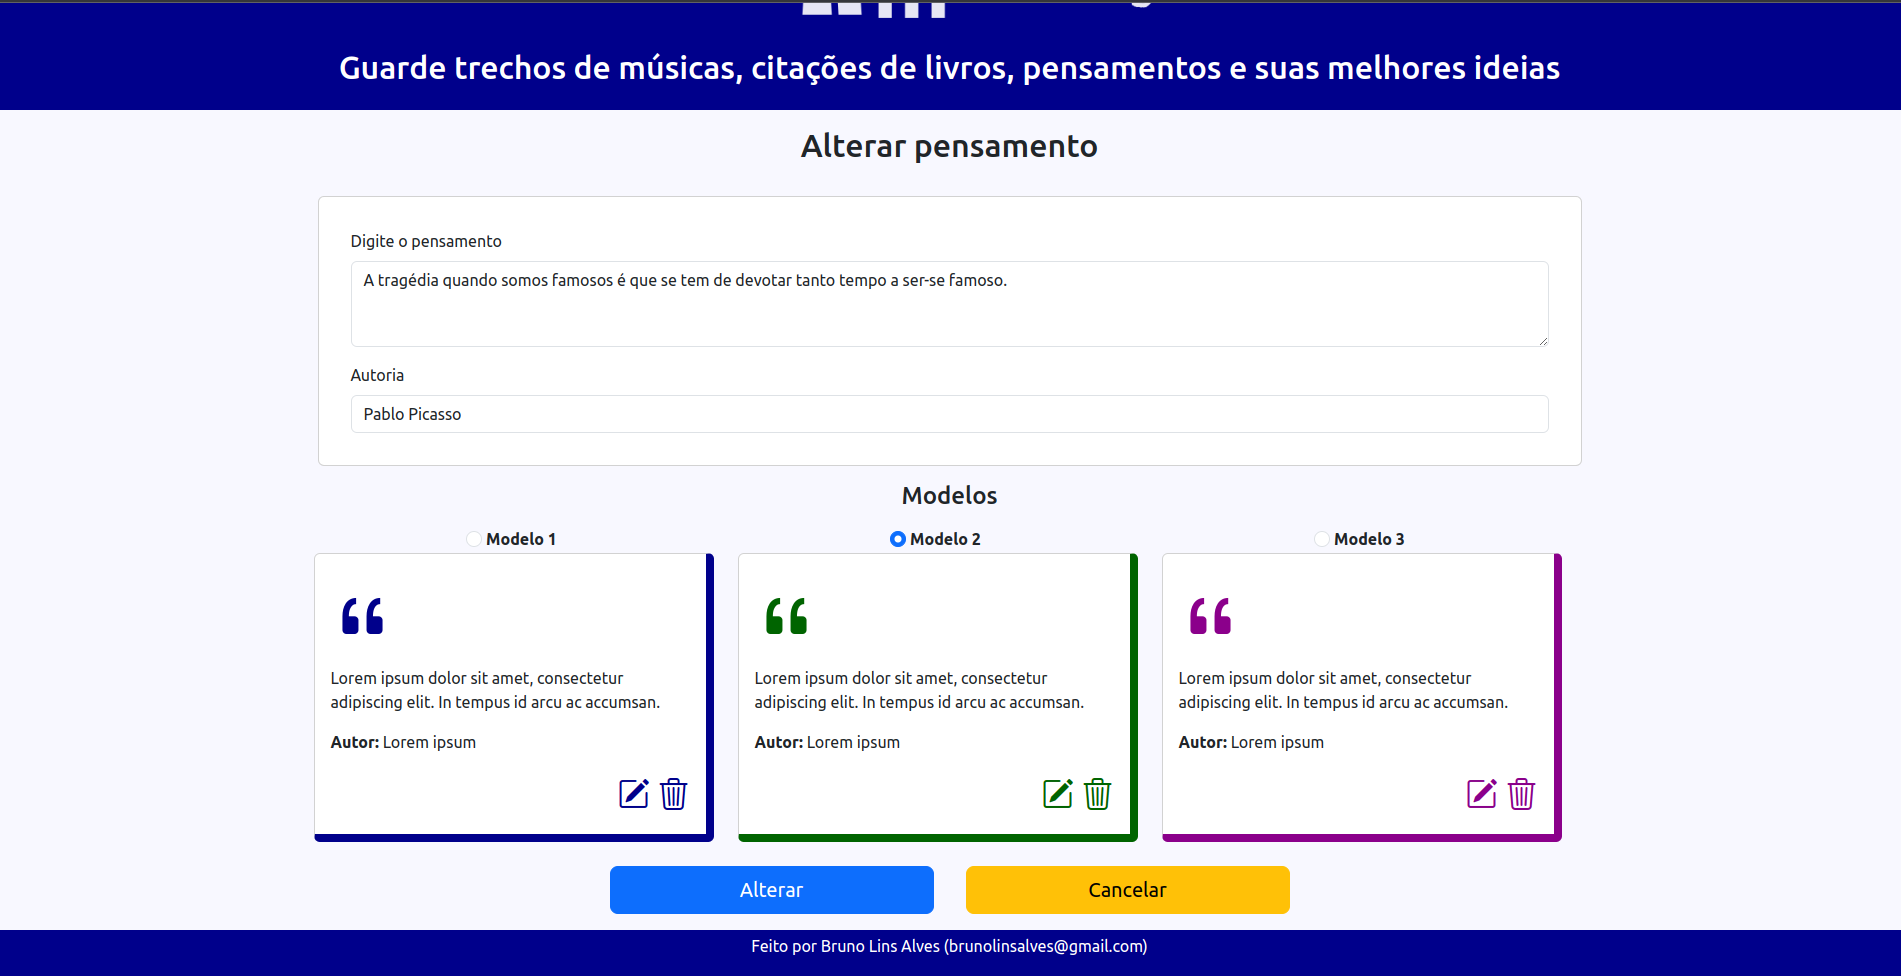 Guarde trechos de músicas, citações de livros, pensamentos e suas melhores ideias
Alterar pensamento
Digite o pensamento
A tragédia quando somos famosos é que se tem de devotar tanto tempo a ser-se famoso.
Autoria
Pablo Picasso
Modelos
Modelo 1
Lorem ipsum dolor sit amet, consectetur
adipiscing elit. In tempus id arcu ac accumsan.
Autor: Lorem ipsum
Modelo 2
Lorem ipsum dolor sit amet, consectetur
adipiscing elit. In tempus id arcu ac accumsan.
Autor: Lorem ipsum
Modelo 3
Lorem ipsum dolor sit amet, consectetur
adipiscing elit. In tempus id arcu ac accumsan.
Autor: Lorem ipsum
Alterar
Cancelar
Feito por Bruno Lins Alves (brunolinsalves@gmail.com)